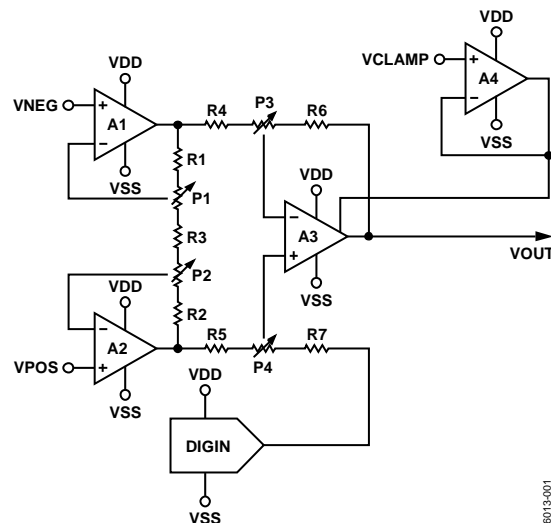 VDD
VCLAMP
+
A4
−
VSS
VDD
VNEG
+
A1
−
VSS
R4
P3
R6
R1
P1
R3
P2
R2
VDD
−
A3
+
VSS
VOUT
VDD
−
A2
VPOS
+
VSS
R5
P4
R7
VDD
DIGIN
VSS